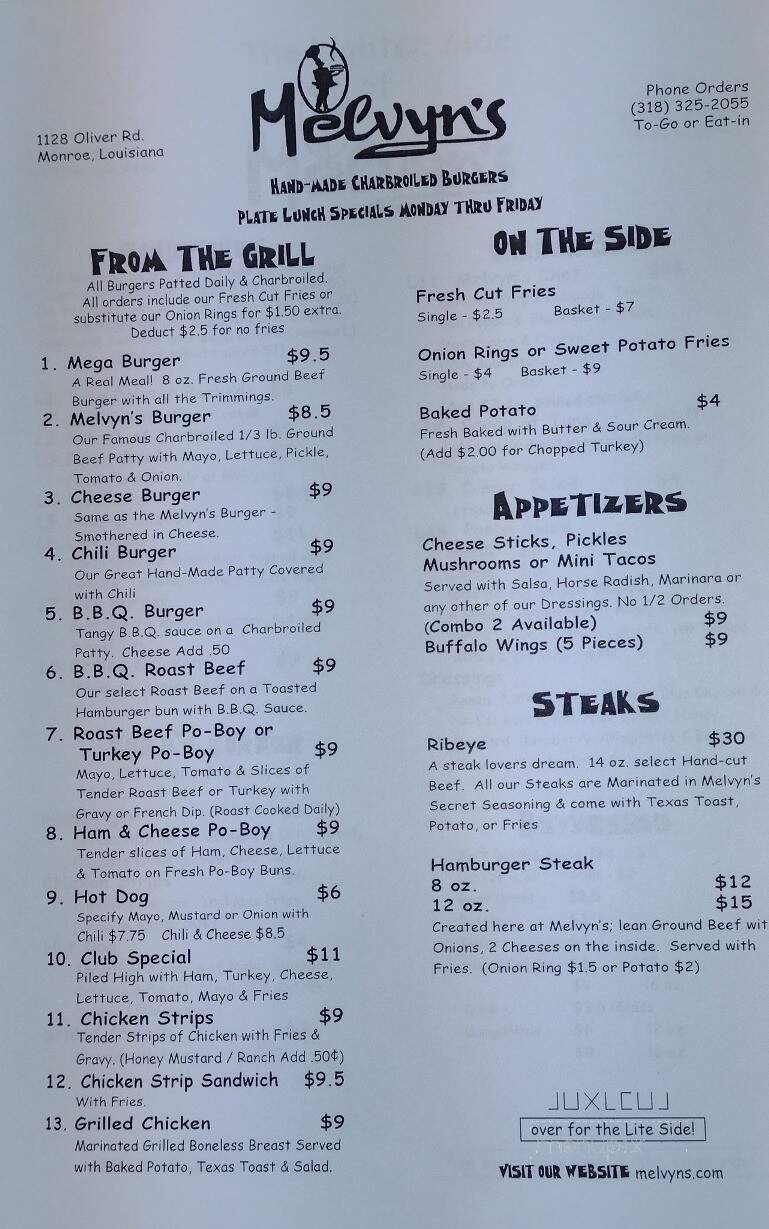 Melvyn's
1128 Oliver Rd.
Monroe, Louisiana
Phone Orders
(318) 325-2055
To-Go or Eat-in
HAND-MADE CHARBROILED BURGERS
PLATE LUNCH SPECIALS MONDAY THRU FRIDAY
FROM THE GRILL
All Burgers Patted Daily & Charbroiled.
All orders include our Fresh Cut Fries or
substitute our Onion Rings for $1.50 extra.
Deduct $2.5 for no fries
1. Mega Burger $9.5
A Real Meal! 8 oz. Fresh Ground Beef
Burger with all the Trimmings.
2. Melvyn's Burger $8.5
Our Famous Charbroiled 1/3 lb. Ground
Beef Patty with Mayo, Lettuce, Pickle,
Tomato & Onion.
3. Cheese Burger $9
Same as the Melvyn's Burger -
Smothered in Cheese.
4. Chili Burger $9
Our Great Hand-Made Patty Covered
with Chili
5. B.B.Q. Burger $9
Tangy B.B.Q. sauce on a Charbroiled
Patty. Cheese Add .50
6. B.B.Q. Roast Beef $9
Our select Roast Beef on a Toasted
Hamburger bun with B.B.Q. Sauce.
7. Roast Beef Po-Boy or
Turkey Po-Boy $9
Mayo, Lettuce, Tomato & Slices of
Tender Roast Beef or Turkey with
Gravy or French Dip. (Roast Cooked Daily)
8. Ham & Cheese Po-Boy $9
Tender slices of Ham, Cheese, Lettuce
& Tomato on Fresh Po-Boy Buns.
9. Hot Dog $6
Specify Mayo, Mustard or Onion with
Chili $7.75 Chili & Cheese $8.5
10. Club Special $11
Piled High with Ham, Turkey, Cheese,
Lettuce, Tomato, Mayo & Fries
11. Chicken Strips $9
Tender Strips of Chicken with Fries &
Gravy. (Honey Mustard / Ranch Add .50¢)
12. Chicken Strip Sandwich $9.5
With Fries.
13. Grilled Chicken $9
Marinated Grilled Boneless Breast Served
with Baked Potato, Texas Toast & Salad.
ON THE SIDE
Fresh Cut Fries
Single - $2.5 Basket - $7
Onion Rings or Sweet Potato Fries
Single - $4 Basket - $9
Baked Potato $4
Fresh Baked with Butter & Sour Cream.
(Add $2.00 for Chopped Turkey)
APPETIZERS
Cheese Sticks, Pickles
Mushrooms or Mini Tacos
Served with Salsa, Horse Radish, Marinara or
any other of our Dressings. No 1/2 Orders.
(Combo 2 Available) $9
Buffalo Wings (5 Pieces) $9
STEAKS
Ribeye $30
A steak lovers dream. 14 oz. select Hand-cut
Beef. All our Steaks are Marinated in Melvyn's
Secret Seasoning & come with Texas Toast,
Potato, or Fries
Hamburger Steak
8 oz. $12
12 oz. $15
Created here at Melvyn's; lean Ground Beef wit
Onions, 2 Cheeses on the inside. Served with
Fries. (Onion Ring $1.5 or Potato $2)
over for the Lite Side!
VISIT OUR WEBSITE melvyns.com